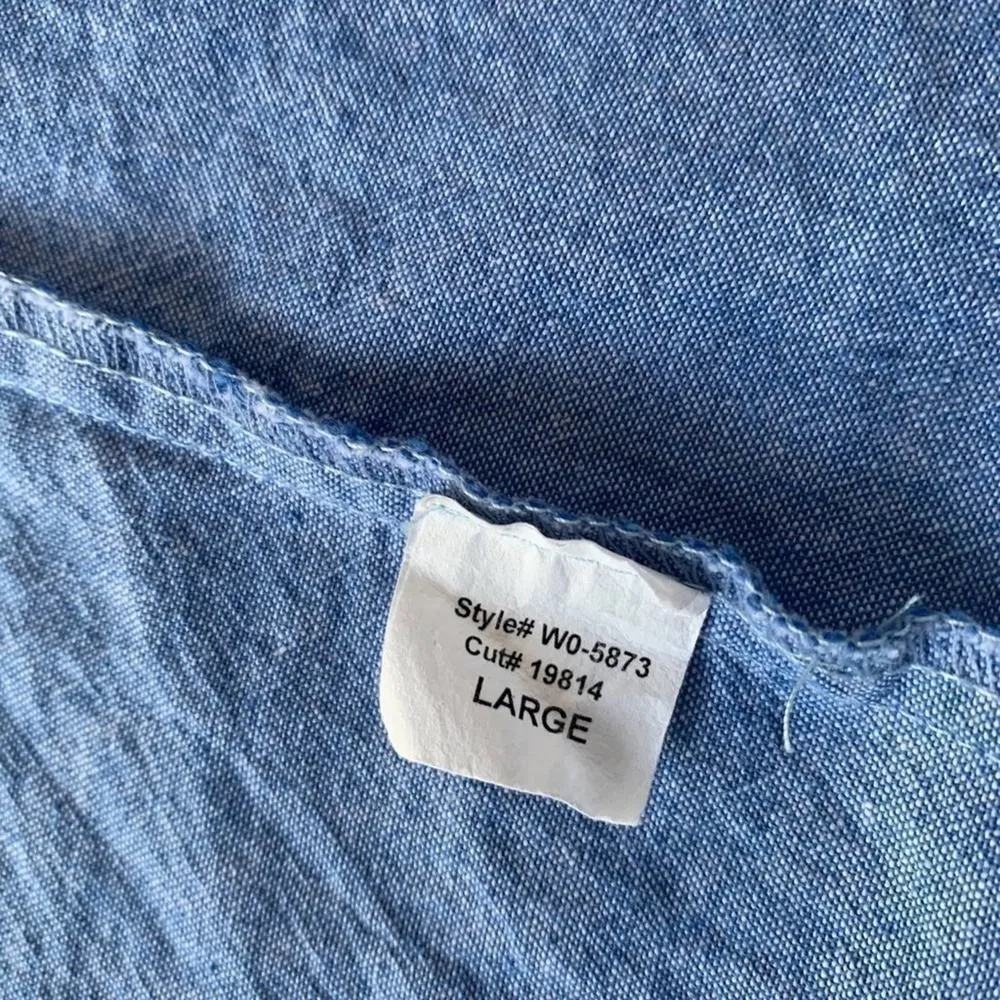 Style# W0-5873
Cut# 19814
LARGE